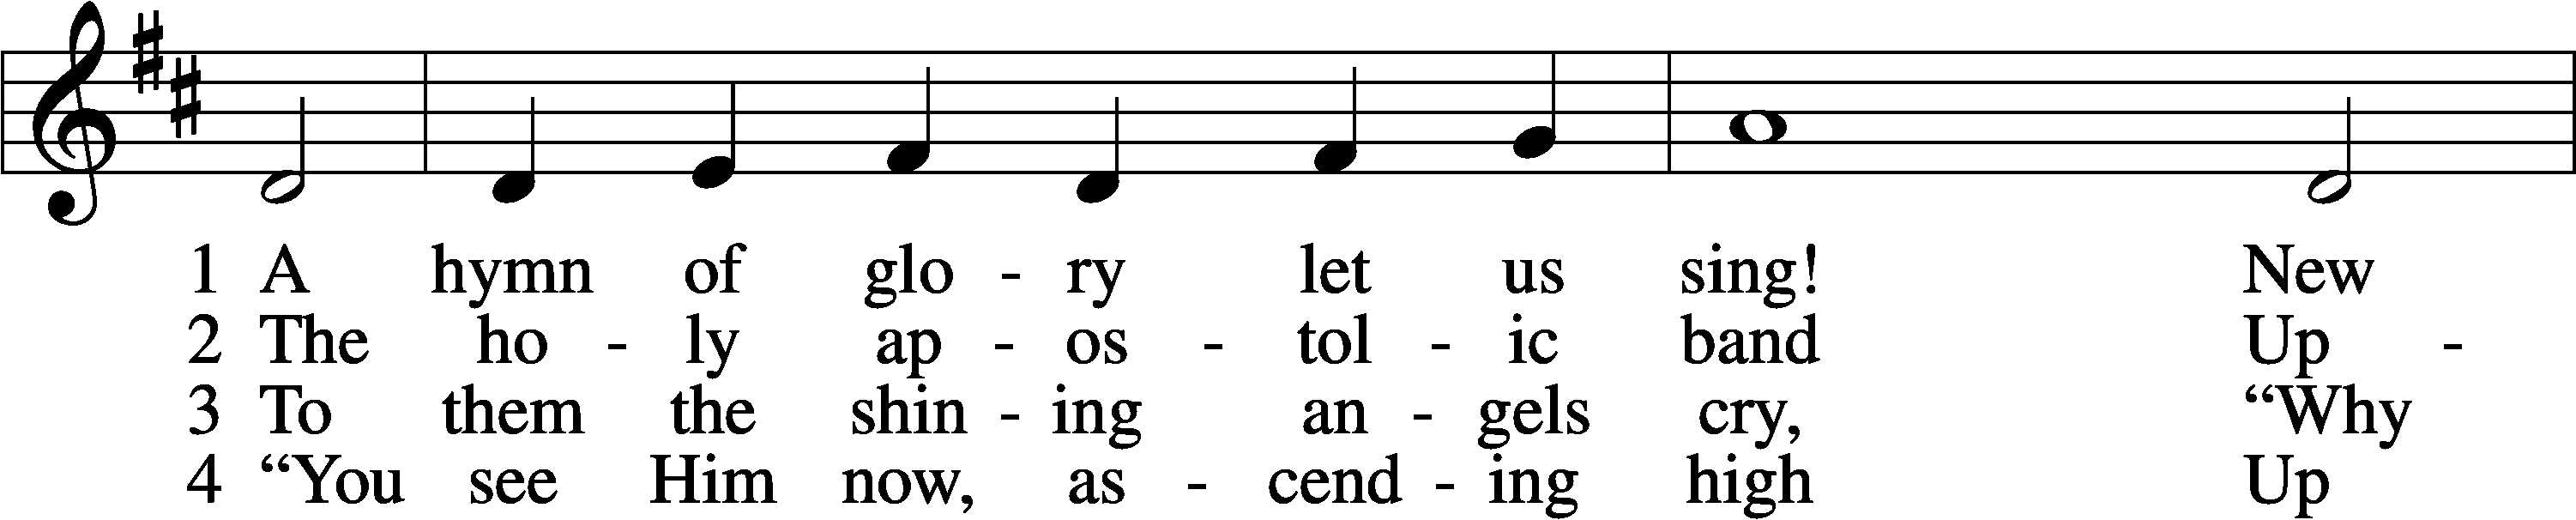 1 A hymn of glo - ry let us sing! New
2 The ho - ly ap - os - tol - ic band Up -
3 To them the shin - ing an - gels cry, “Why
4 “You see Him now, as - cend - ing high Up